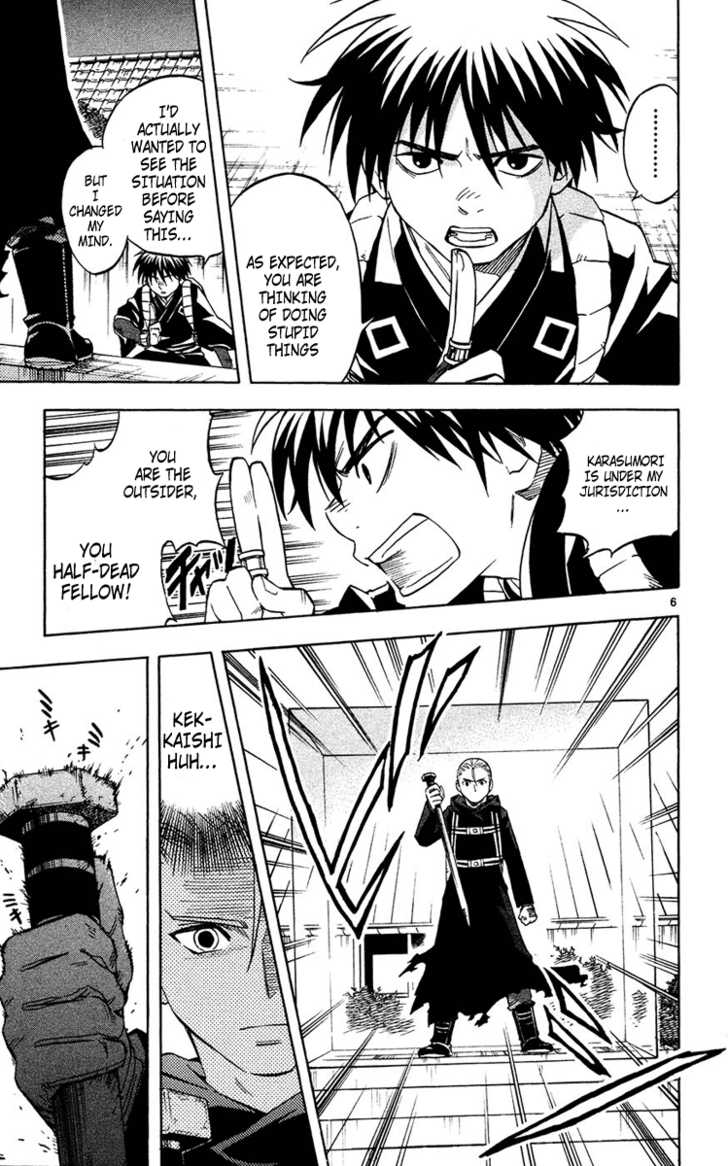 ………
AS EXPECTED,
YOU ARE
THINKING
OF DOING
STUPID
THINGS
I'D
ACTUALLY
WANTED TO
SEE THE
SITUATION
BEFORE
SAYING
THIS...
BUT
I
CHANGED
MY
MIND.
KARASUMORI
IS UNDER MY
JURISDICTION
...
YOU
ARE THE
OUTSIDER,
YOU
HALF-DEAD
FELLOW!
6
KEK-
KAISHI
HUH...